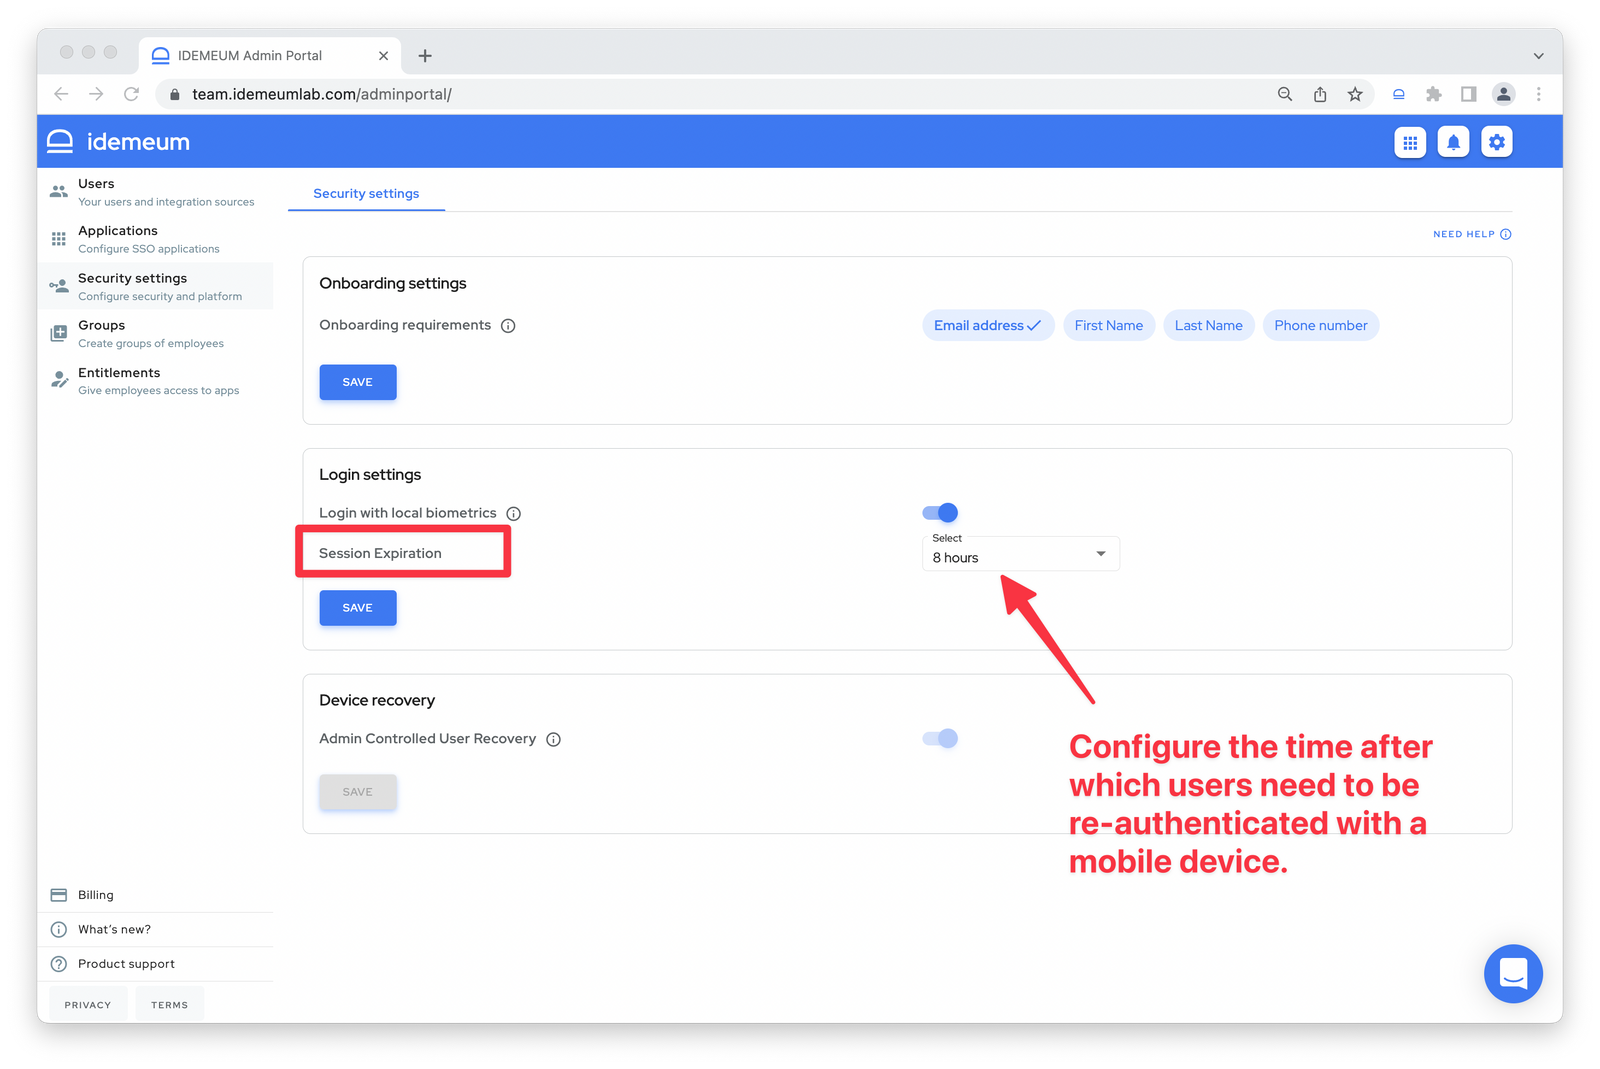 IDEMEUM Admin Portal
team.idemeumlab.com/adminportal/
idemeum
Users
Your users and integration sources
Applications
Configure SSO applications
Security settings
Configure security and platform
Groups
Create groups of employees
Entitlements
Give employees access to apps
Security settings
NEED HELP
Onboarding settings
Onboarding requirements
Email address
First Name
Last Name
Phone number
SAVE
Login settings
Login with local biometrics
Session Expiration
Select
8 hours
SAVE
Device recovery
Admin Controlled User Recovery
SAVE
Configure the time after
which users need to be
re-authenticated with a
mobile device.
Billing
What's new?
Product support
PRIVACY
TERMS